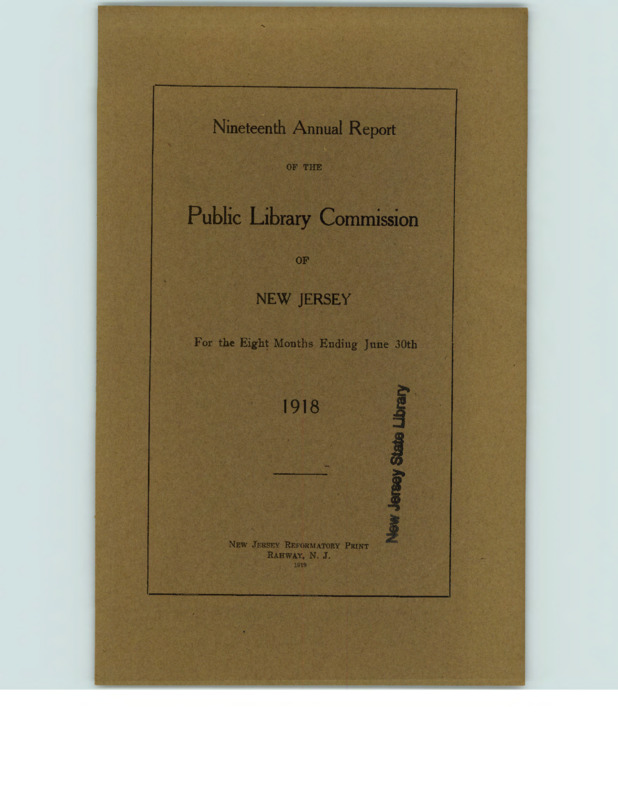 Nineteenth Annual Report
OF THE
Public Library Commission
OF
NEW JERSEY
For the Eight Months Ending June 30th
1918
New Jersey State Library
NEW JERSEY REFORMATORY PRINT
RAHWAY, N. J.